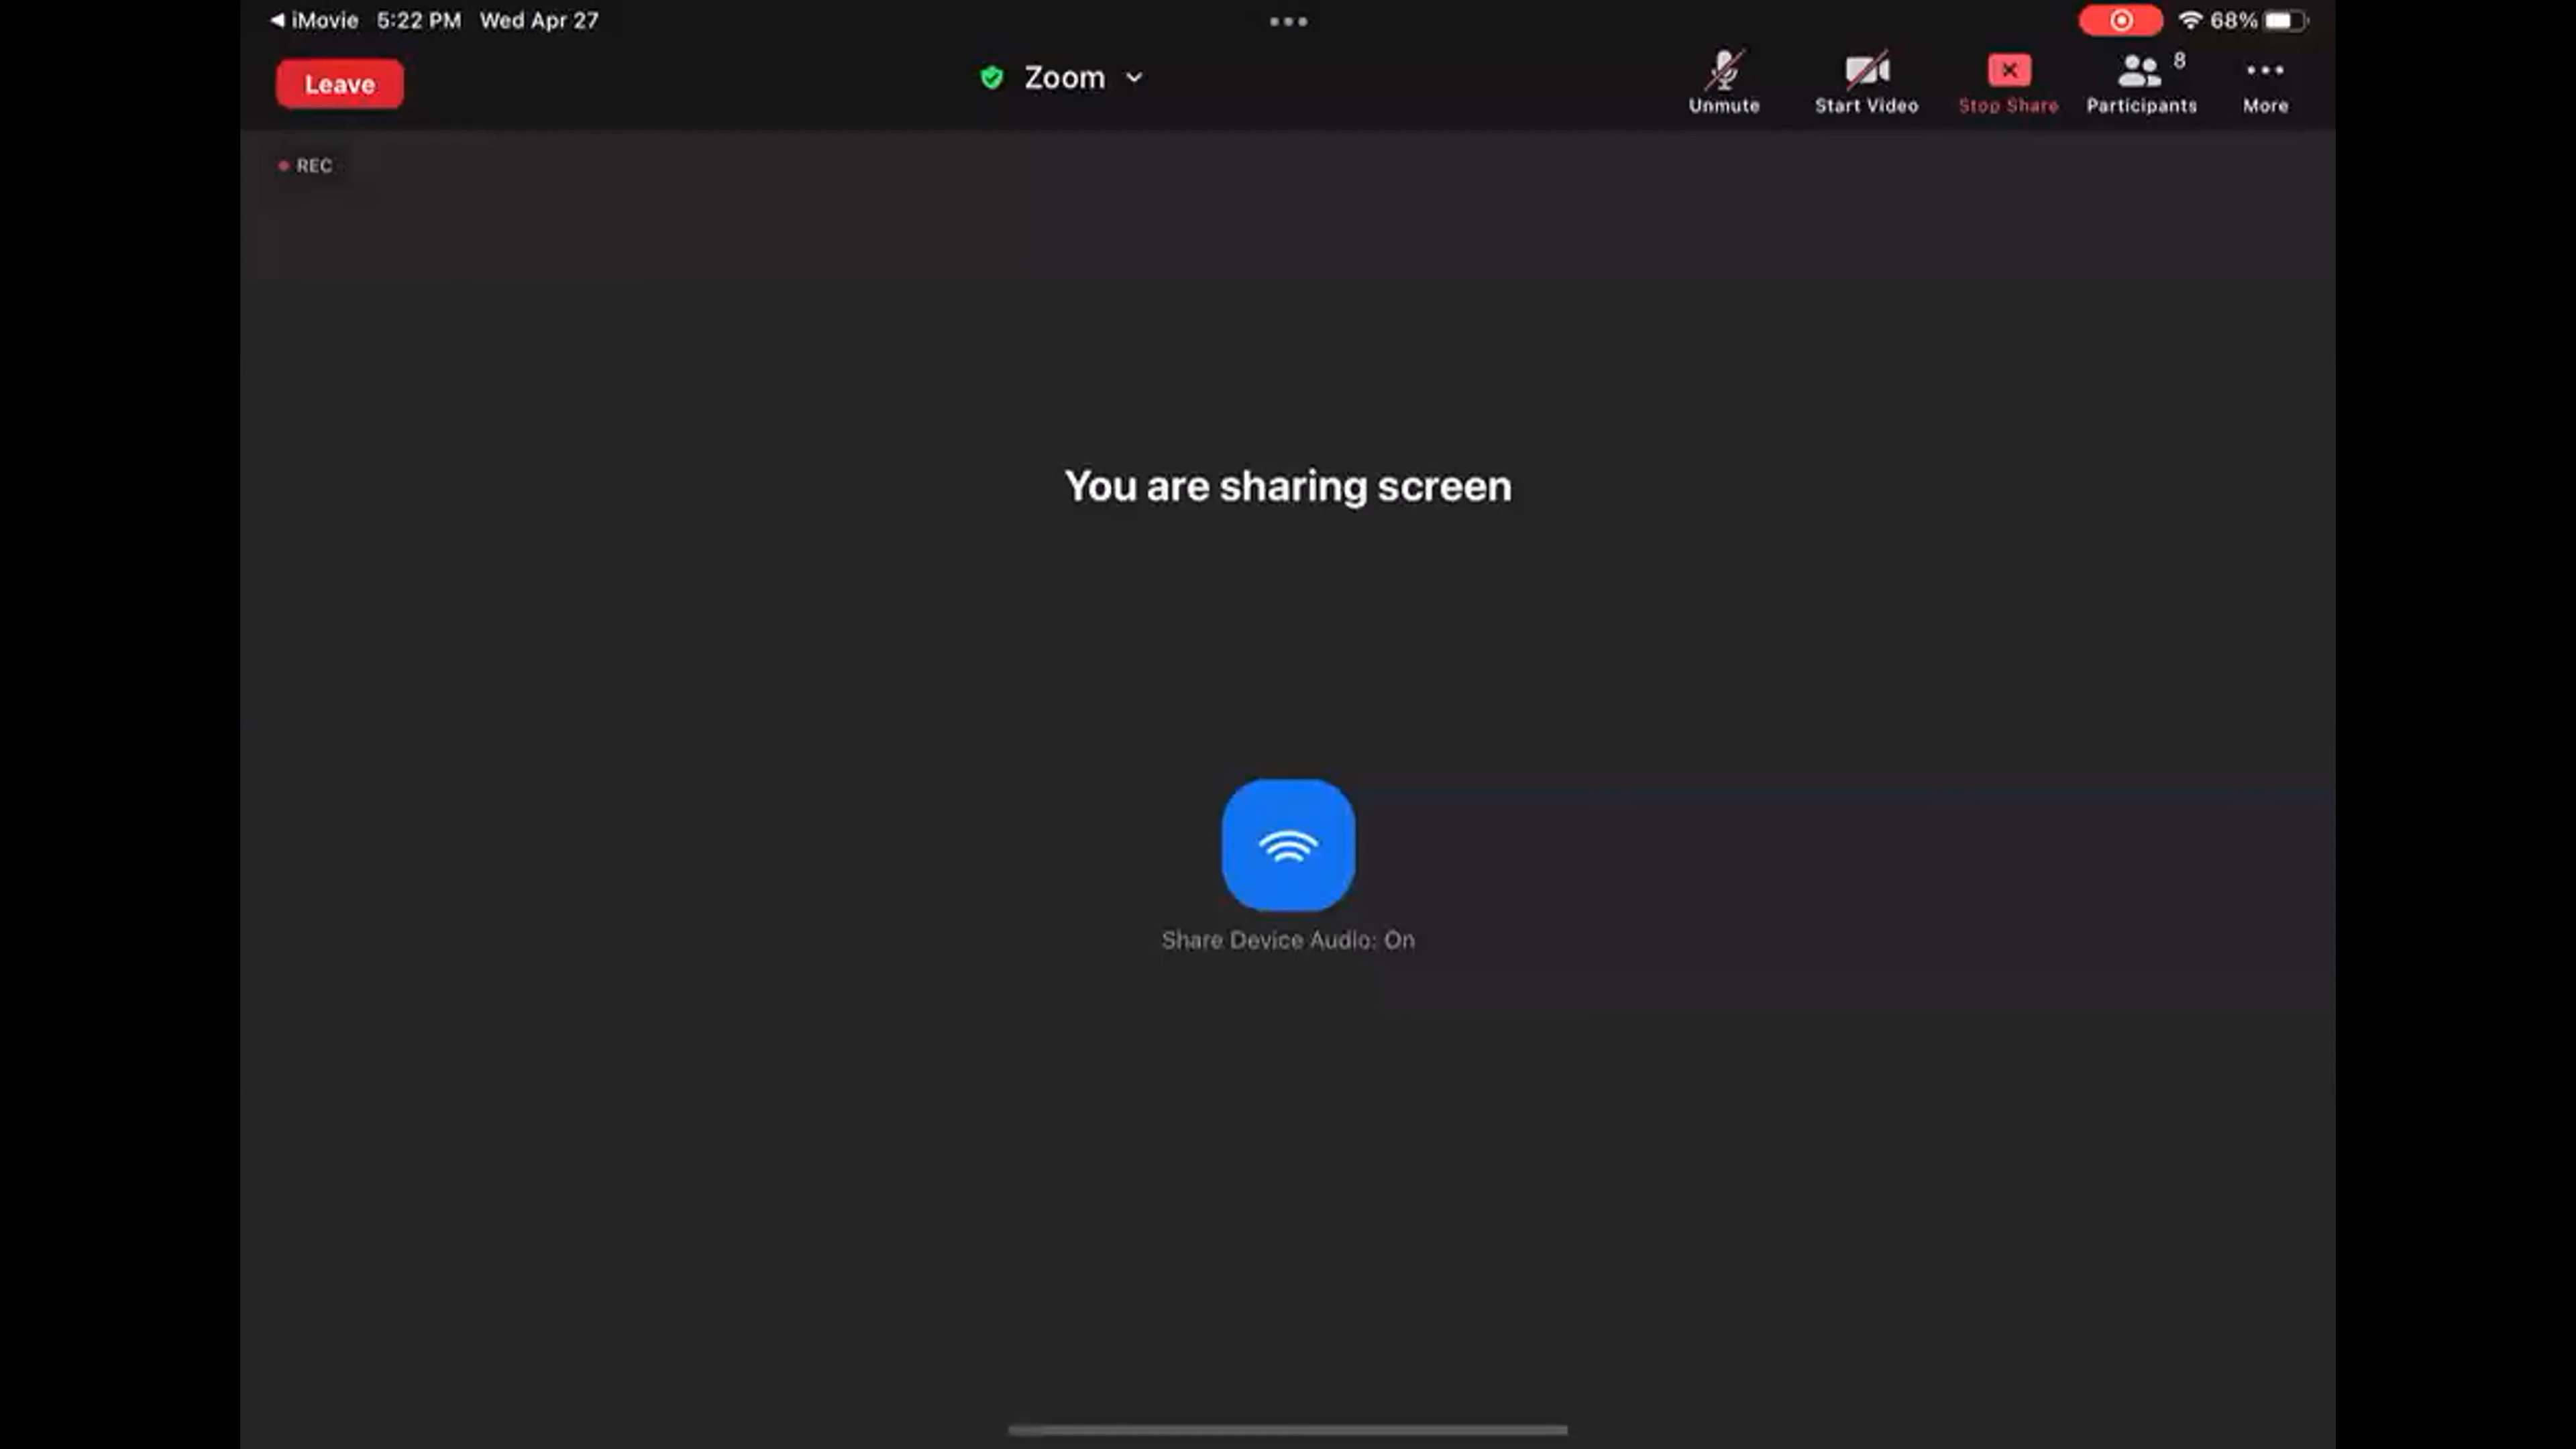 ◀ iMovie 5:22 PM Wed Apr 27
68%
Leave
Zoom
Unmute
Start Video
Stop Share
Participants
8
More
REC
You are sharing screen
Share Device Audio: On